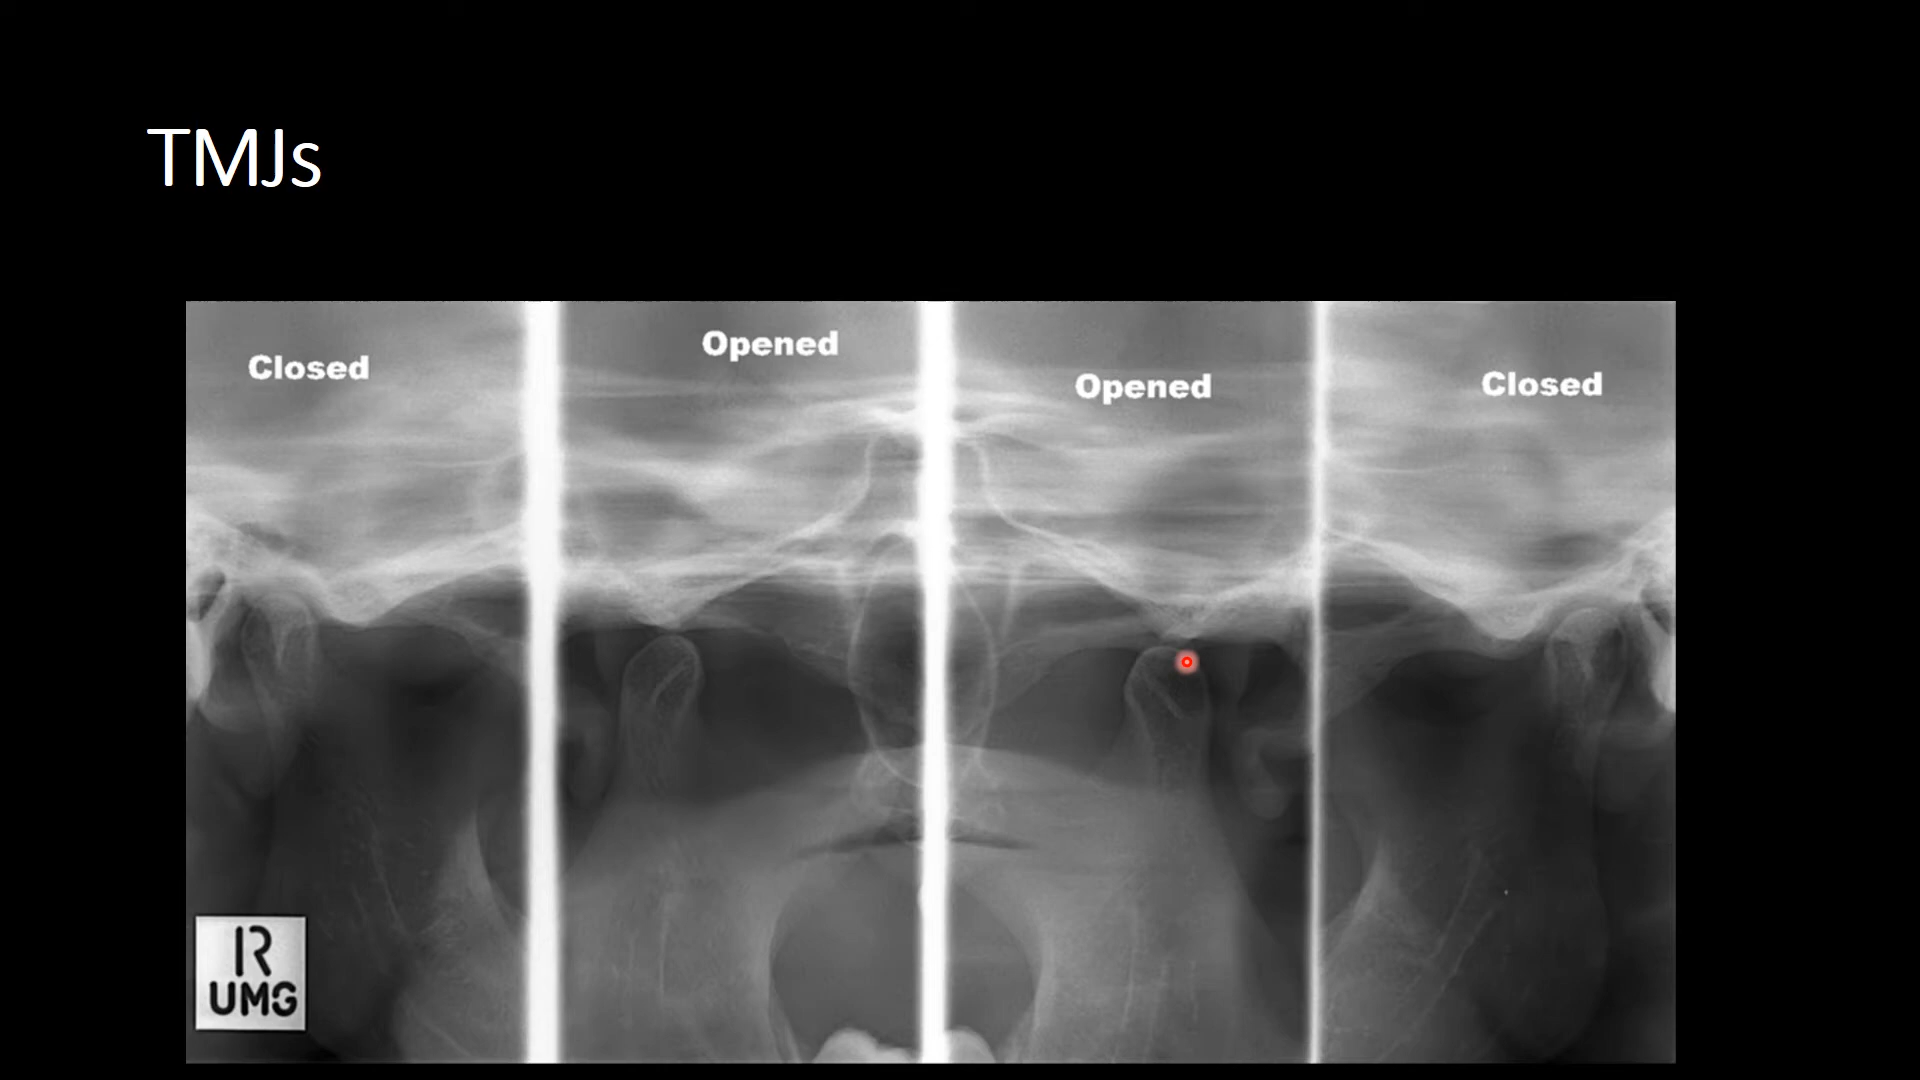 TMJs
Closed
Opened
Opened
Closed
R
UMG